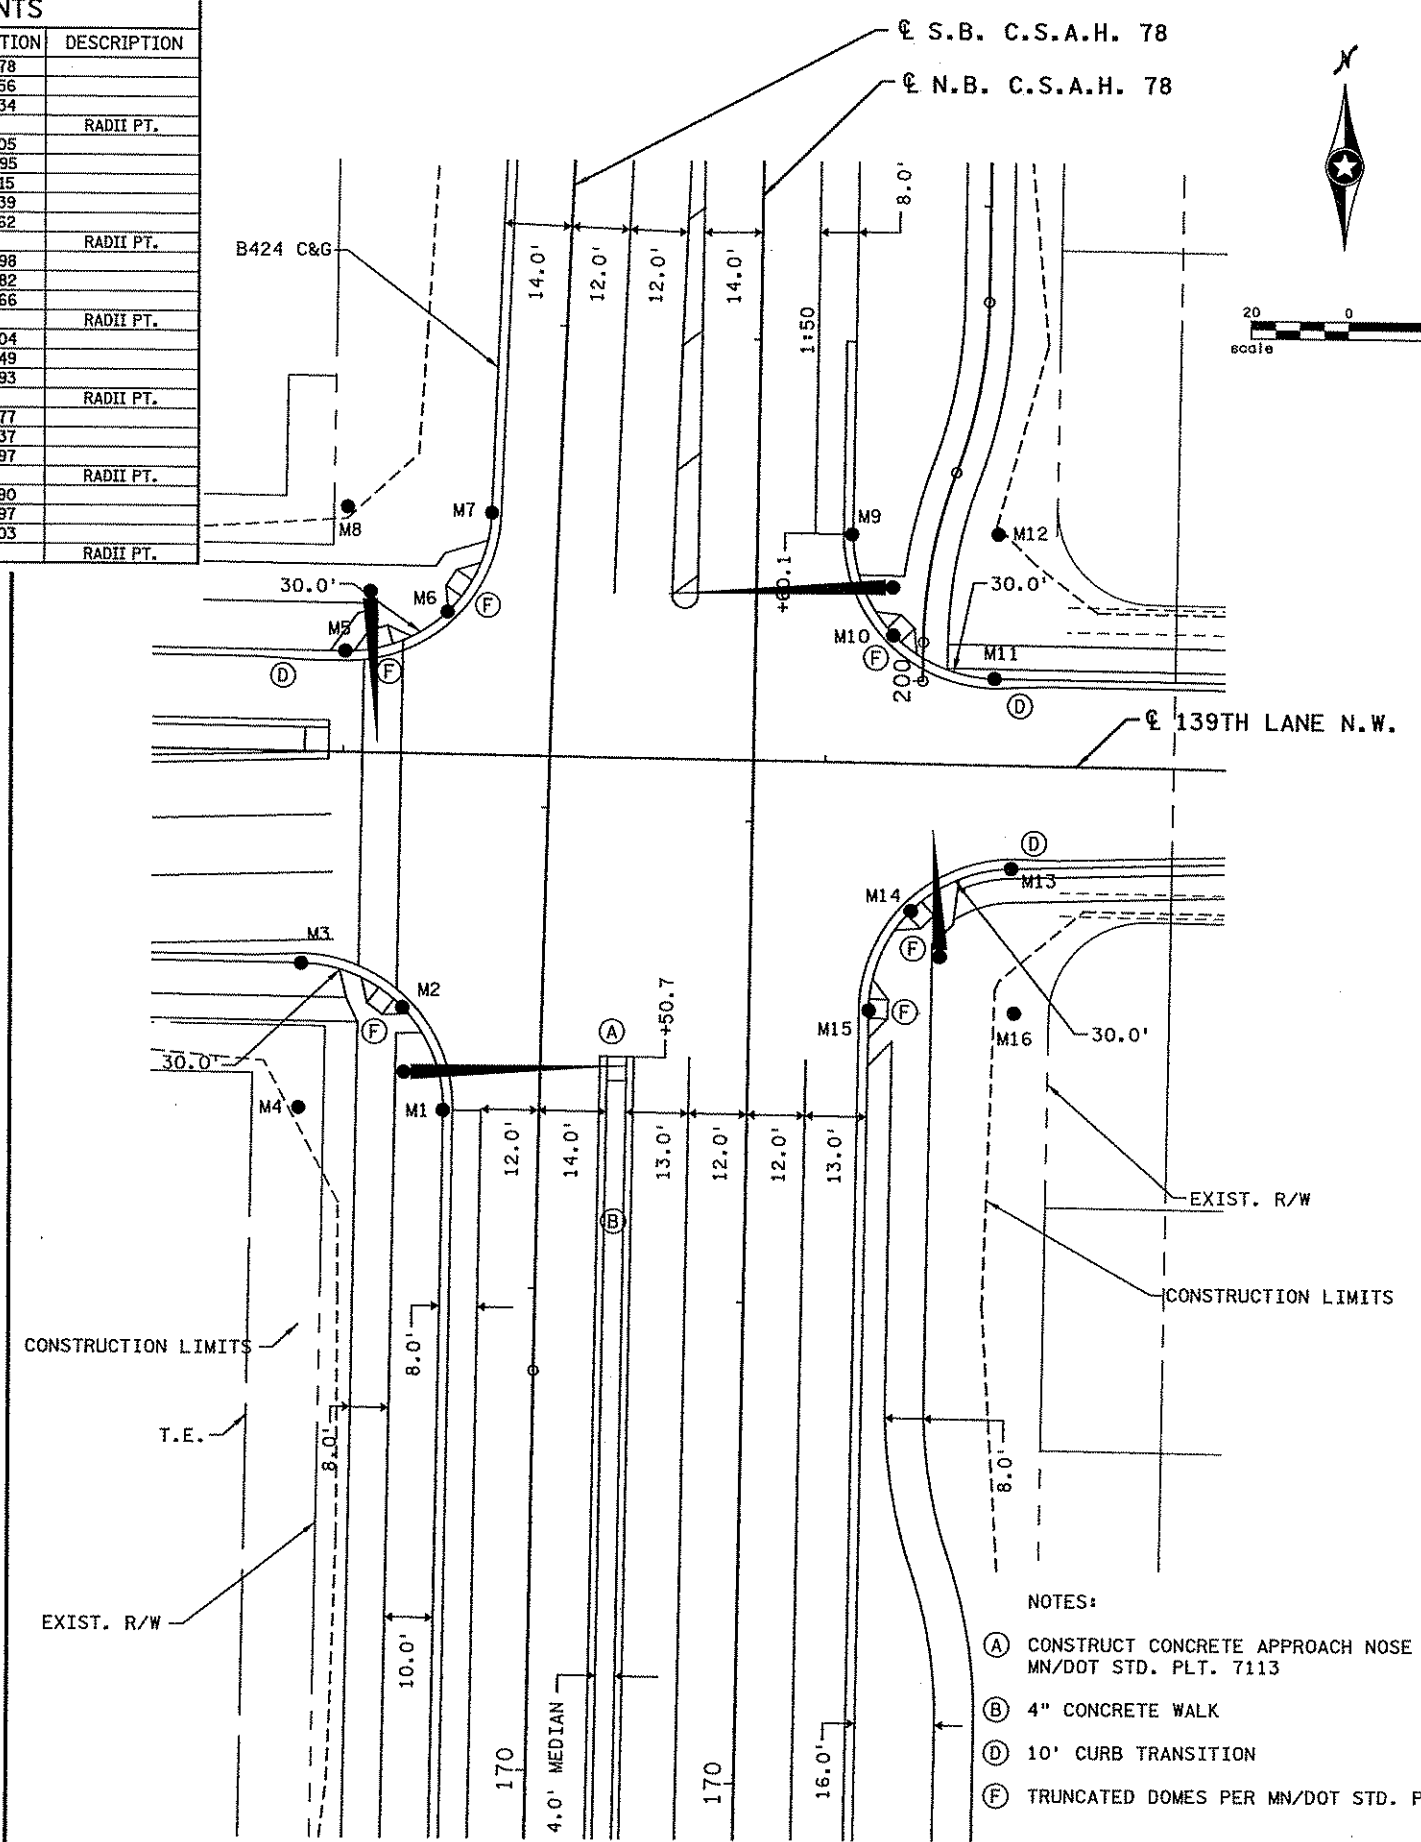 NTS
TION DESCRIPTION
78
56
34
RADII PT.
05
95
15
39
62
RADII PT.
98
82
66
RADII PT.
04
49
93
RADII PT.
77
37
97
RADII PT.
90
97
03
RADII PT.
℄ S.B. C.S.A.H. 78
℄ N.B. C.S.A.H. 78
N
20 0
scale
B424 C&G
14.0'
12.0'
12.0'
14.0'
8.0'
1:50
M8
M7
M9
M12
30.0'
M6
F
+60.1
30.0'
M5
M10
M11
D
F
F
200
D
℄ 139TH LANE N.W.
D
M13
M14
M3
F
M2
+50.7
A
F
F
M15
M16
30.0'
30.0'
M4
M1
12.0'
14.0'
13.0'
12.0'
12.0'
13.0'
EXIST. R/W
B
CONSTRUCTION LIMITS
CONSTRUCTION LIMITS
8.0'
T.E.
8.0'
8.0'
EXIST. R/W
10.0'
4.0' MEDIAN
170
170
16.0'
NOTES:
A CONSTRUCT CONCRETE APPROACH NOSE
MN/DOT STD. PLT. 7113
B 4" CONCRETE WALK
D 10' CURB TRANSITION
F TRUNCATED DOMES PER MN/DOT STD. P